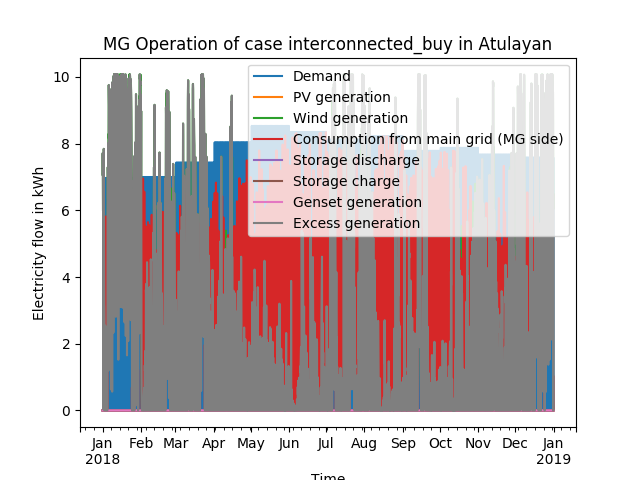 MG Operation of case interconnected_buy in Atulayan
Electricity flow in kWh
10
8
6
4
2
0
Demand
PV generation
Wind generation
Consumption from main grid (MG side)
Storage discharge
Storage charge
Genset generation
Excess generation
Jan Feb Mar Apr May Jun Jul Aug Sep Oct Nov Dec Jan
2018 2019
Time